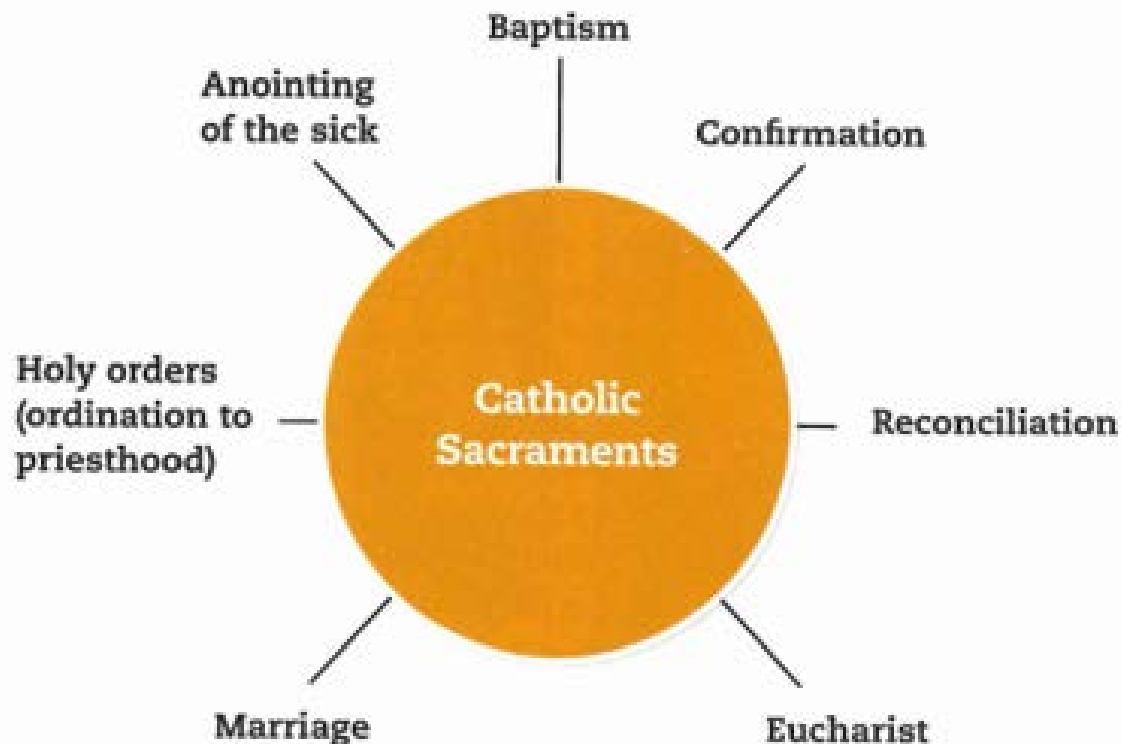 Baptism
Anointing
of the sick
Confirmation
Holy orders
(ordination to
priesthood)
Catholic
Sacraments
Reconciliation
Marriage
Eucharist